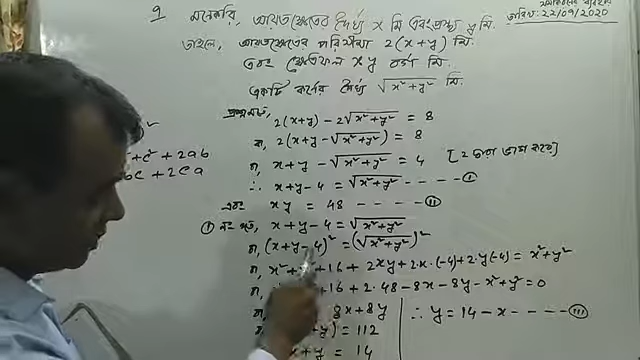 9 মনেকরি, আয়তক্ষেত্রের দৈর্ঘ্য x মি এবং প্রস্থ y মি.
তারিখ: 22/09/2020
তাহলে, আয়তক্ষেত্রের পরিসীমা 2(x+y) মি.
এবং ক্ষেত্রফল xy বর্গ মি
একটি কর্ণের দৈর্ঘ্য √x²+y² মি.
প্রশ্নমতে,
2(x+y) - 2√x²+y² = 8
বা, 2(x+y - √x²+y²) = 8
বা, x+y - √x²+y² = 4 [2 দ্বারা ভাগ করে]
∴ x+y-4 = √x²+y² ---- (i)
এবং xy = 48 ---- (ii)
(i) নং হতে, x+y-4 = √x²+y²
বা, (x+y-4)² = (√x²+y²)²
বা, x² + +16 + 2xy + 2·x·(-4) + 2·y(-4) = x²+y²
বা, +16 + 2·48 - 8x - 8y - x² - y² = 0
8x+8y
y) = 112
x+y = 14
∴ y = 14 - x ---- (iii)
)²
+c² + 2ab
bc + 2ca